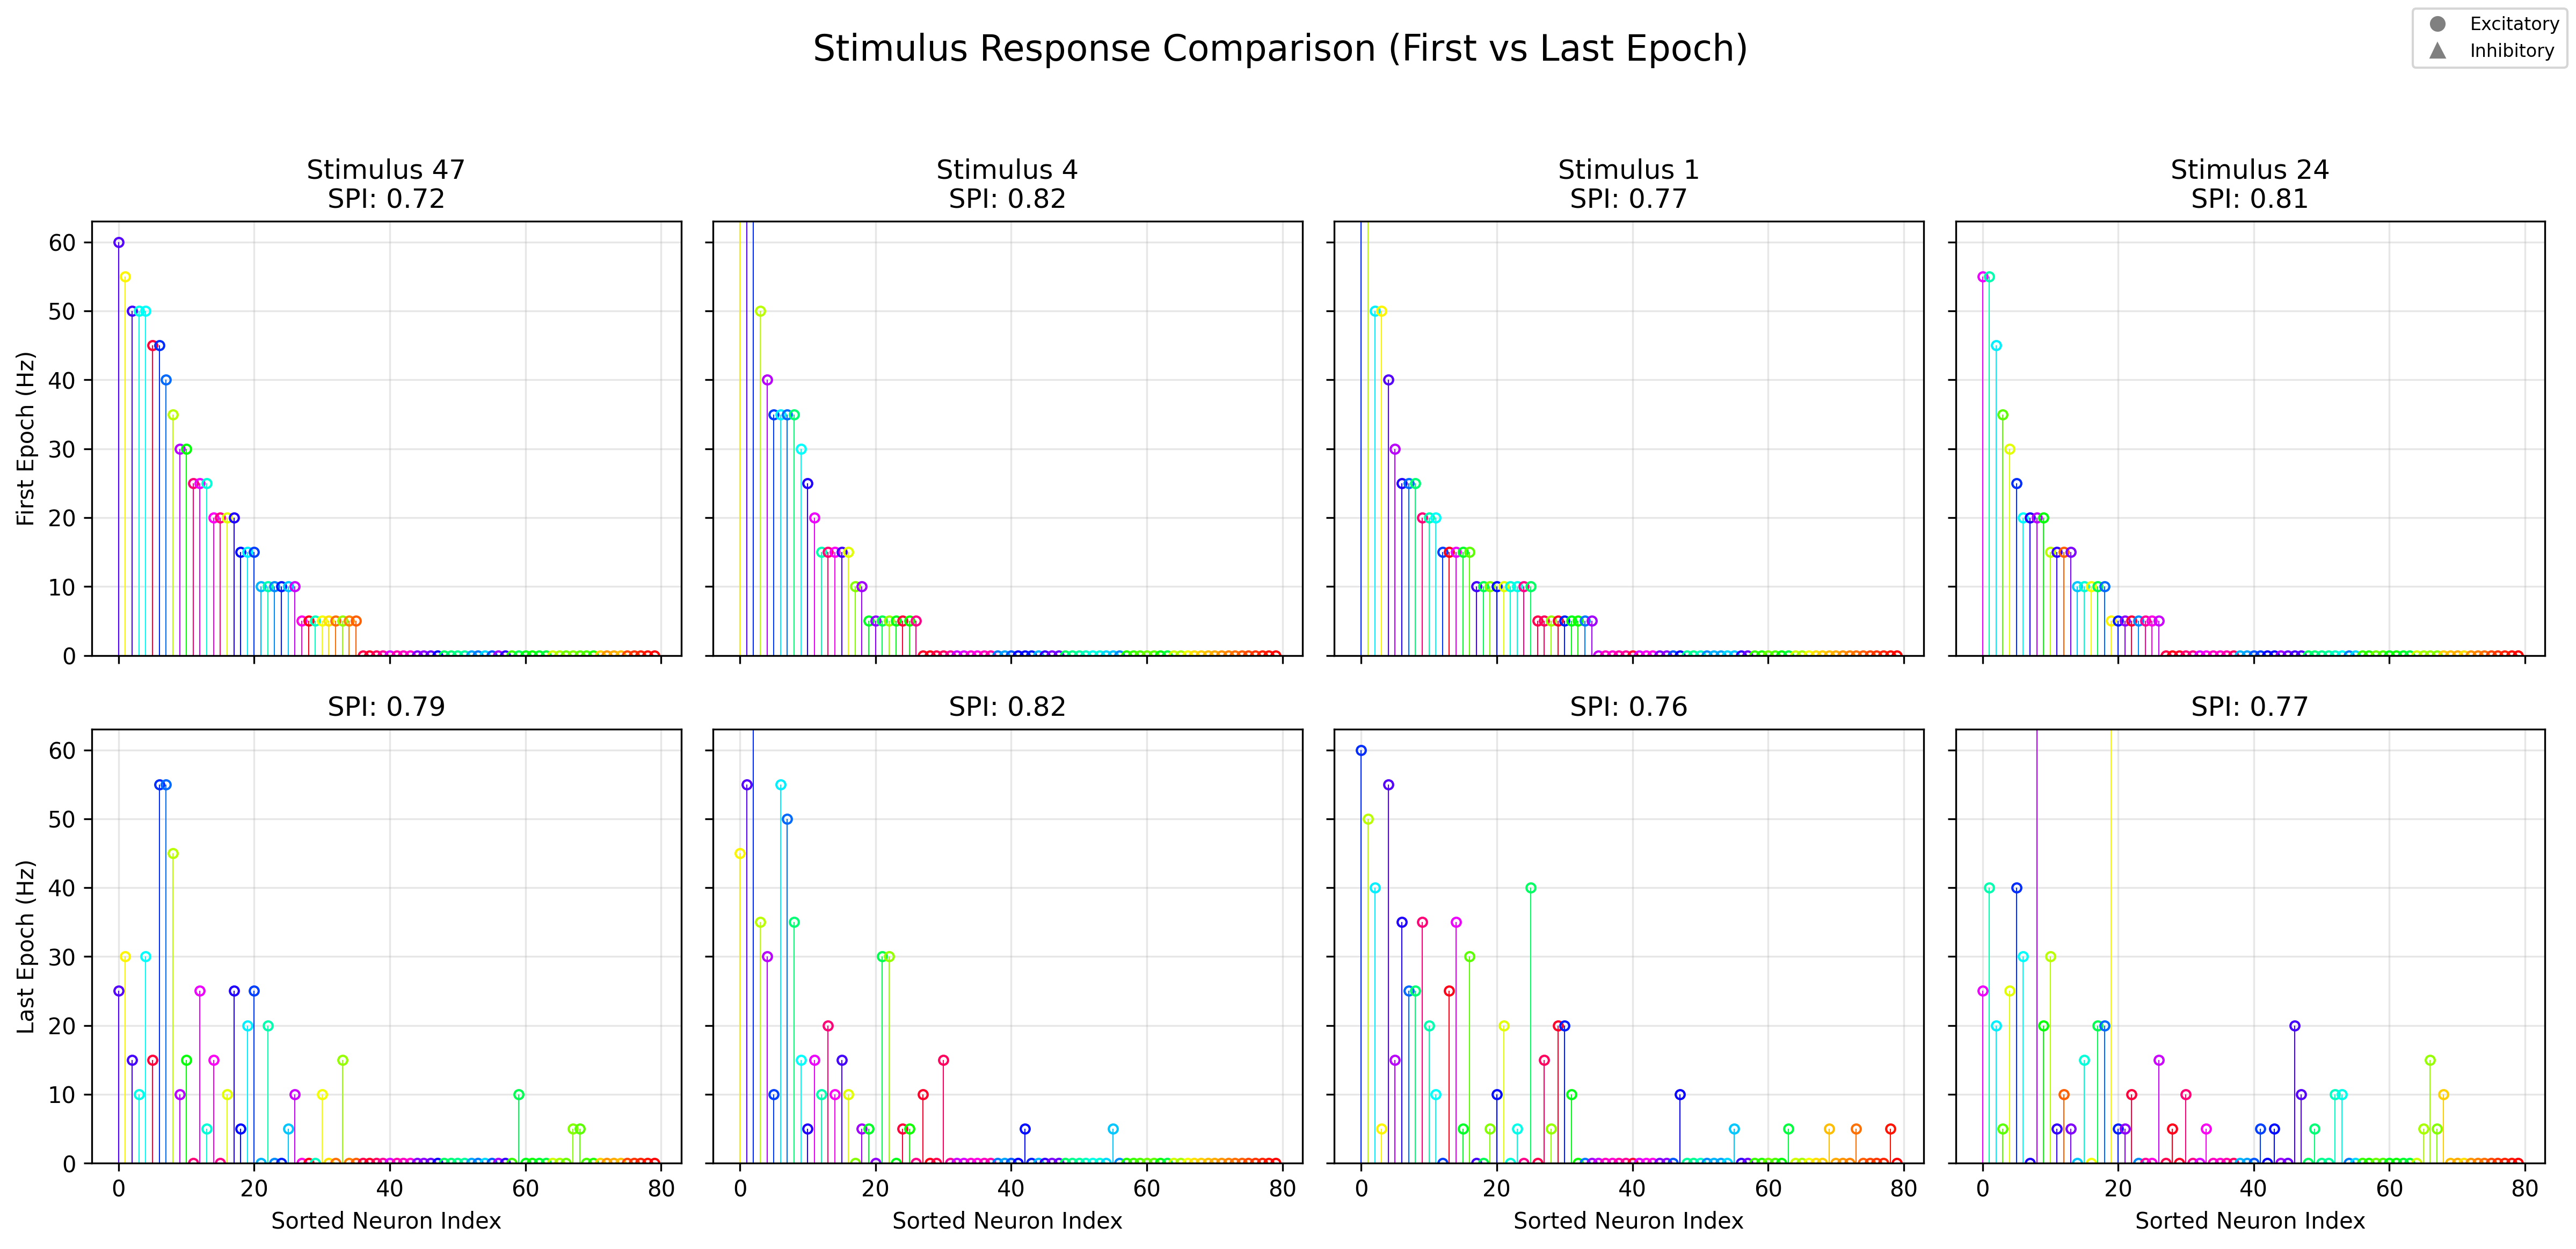 Stimulus Response Comparison (First vs Last Epoch)
Excitatory
Inhibitory
Stimulus 47
SPI: 0.72
Stimulus 4
SPI: 0.82
Stimulus 1
SPI: 0.77
Stimulus 24
SPI: 0.81
First Epoch (Hz)
60
50
40
30
20
10
0
SPI: 0.79
SPI: 0.82
SPI: 0.76
SPI: 0.77
Last Epoch (Hz)
60
50
40
30
20
10
0
0 20 40 60 80
0 20 40 60 80
0 20 40 60 80
0 20 40 60 80
Sorted Neuron Index
Sorted Neuron Index
Sorted Neuron Index
Sorted Neuron Index